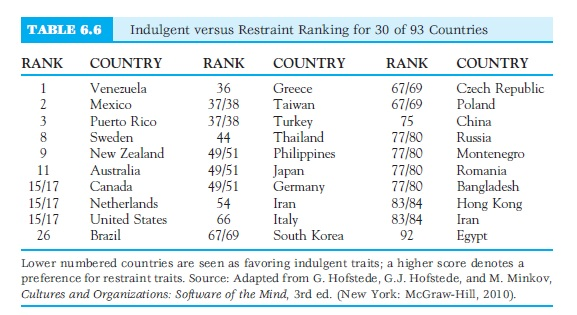 TABLE 6.6 Indulgent versus Restraint Ranking for 30 of 93 Countries
RANK COUNTRY RANK COUNTRY RANK COUNTRY
1 Venezuela 36 Greece 67/69 Czech Republic
2 Mexico 37/38 Taiwan 67/69 Poland
3 Puerto Rico 37/38 Turkey 75 China
8 Sweden 44 Thailand 77/80 Russia
9 New Zealand 49/51 Philippines 77/80 Montenegro
11 Australia 49/51 Japan 77/80 Romania
15/17 Canada 49/51 Germany 77/80 Bangladesh
15/17 Netherlands 54 Iran 83/84 Hong Kong
15/17 United States 66 Italy 83/84 Iran
26 Brazil 67/69 South Korea 92 Egypt
Lower numbered countries are seen as favoring indulgent traits; a higher score denotes a
preference for restraint traits. Source: Adapted from G. Hofstede, G.J. Hofstede, and M. Minkov,
Cultures and Organizations: Software of the Mind, 3rd ed. (New York: McGraw-Hill, 2010).